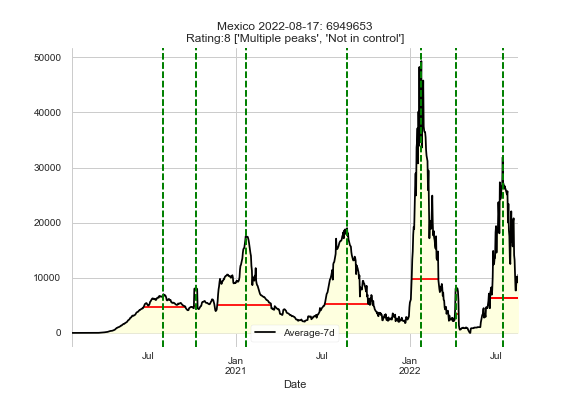 Mexico 2022-08-17: 6949653
Rating:8 ['Multiple peaks', 'Not in control']
50000
40000
30000
20000
10000
0
Average-7d
Jul
Jan
2021
Jul
Jan
2022
Jul
Date